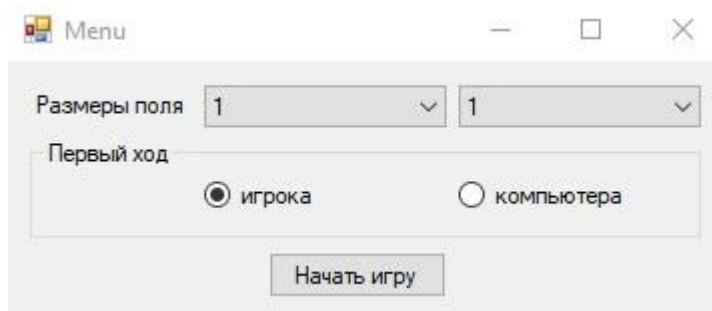 Menu
Размеры поля 1 1
Первый ход
игрока компьютера
Начать игру